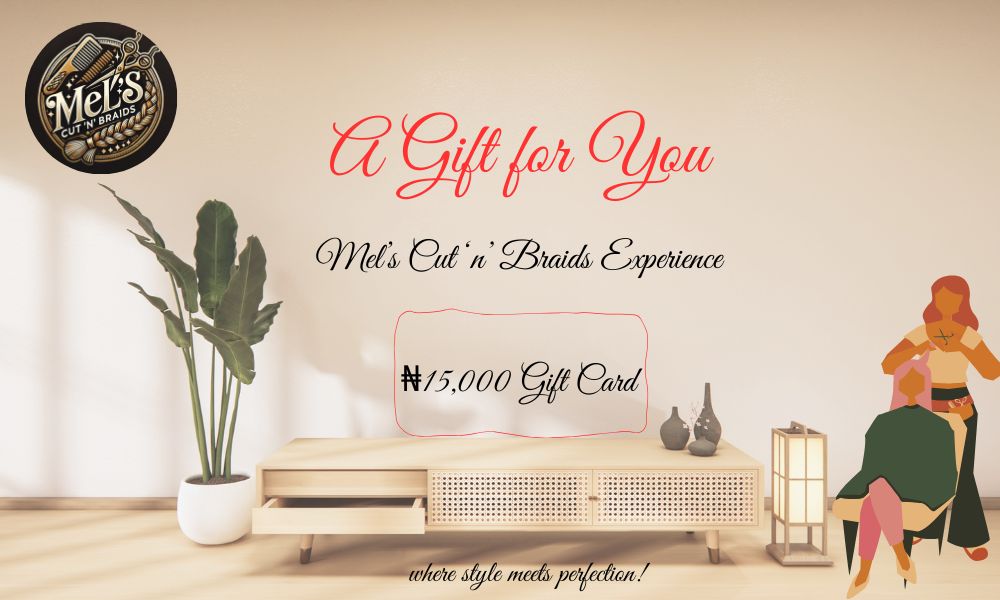 MEL'S
CUT 'N' BRAIDS
A Gift for You
Mel's Cut 'n' Braids Experience
₦15,000 Gift Card
where style meets perfection!